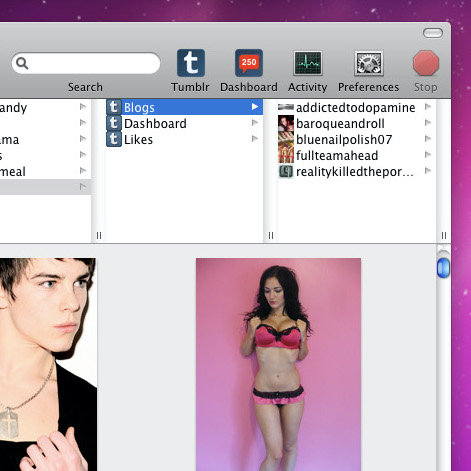 250
Search
Tumblr
Dashboard
Activity
Preferences
Stop
andy
ama
s
meal
Blogs
Dashboard
Likes
addictedtodopamine
baroqueandroll
bluenailpolish07
fullteamahead
realitykilledthepor...